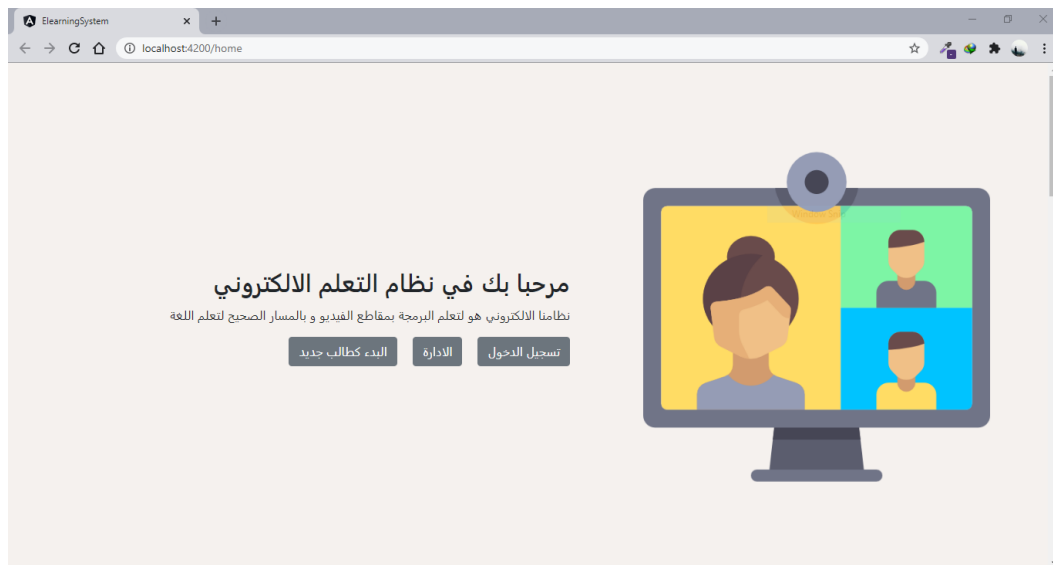 ElearningSystem
localhost:4200/home
مرحبا بك في نظام التعلم الالكتروني
نظامنا الالكتروني هو لتعلم البرمجة بمقاطع الفيديو و بالمسار الصحيح لتعلم اللغة
تسجيل الدخول
الادارة
البدء كطالب جديد